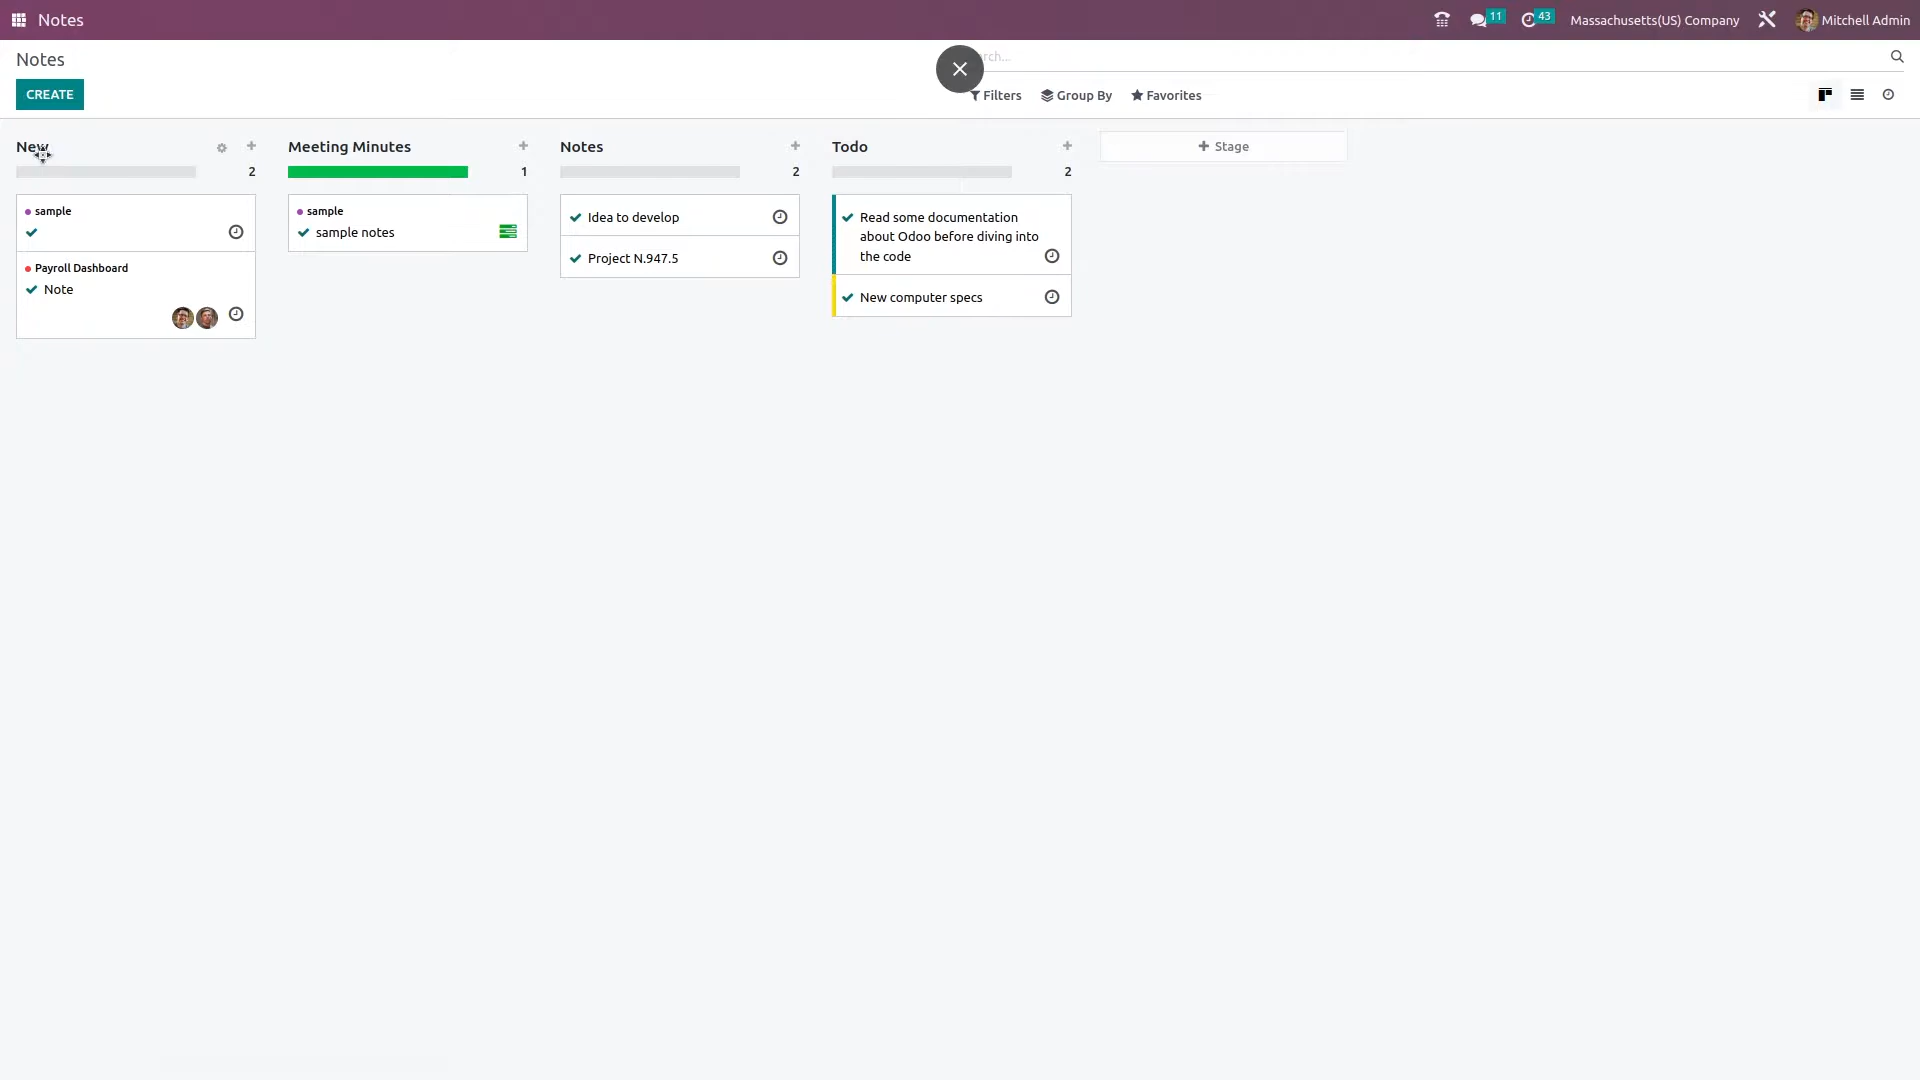 Notes
11
43
Massachusetts(US) Company
Mitchell Admin
Notes
rch...
CREATE
Filters
Group By
Favorites
New
2
sample
Payroll Dashboard
Note
Meeting Minutes
1
sample
sample notes
Notes
2
Idea to develop
Project N.947.5
Todo
2
Read some documentation
about Odoo before diving into
the code
New computer specs
Stage